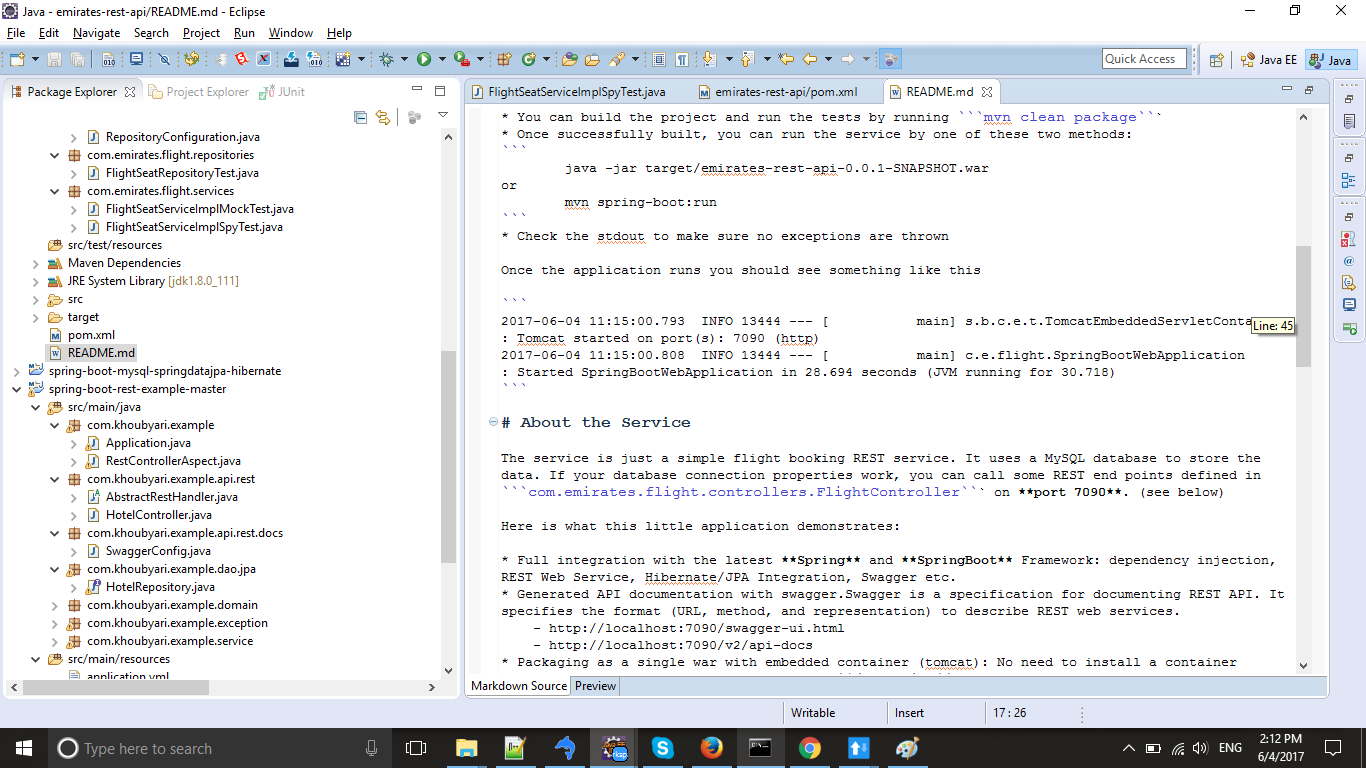 Java - emirates-rest-api/README.md - Eclipse
File Edit Navigate Search Project Run Window Help
Quick Access
Java EE
Java
Package Explorer
Project Explorer
JUnit
RepositoryConfiguration.java
com.emirates.flight.repositories
FlightSeatRepositoryTest.java
com.emirates.flight.services
FlightSeatServiceImplMockTest.java
FlightSeatServiceImplSpyTest.java
src/test/resources
Maven Dependencies
JRE System Library [jdk1.8.0_111]
src
target
pom.xml
README.md
spring-boot-mysql-springdatajpa-hibernate
spring-boot-rest-example-master
src/main/java
com.khoubyari.example
Application.java
RestControllerAspect.java
com.khoubyari.example.api.rest
AbstractRestHandler.java
HotelController.java
com.khoubyari.example.api.rest.docs
SwaggerConfig.java
com.khoubyari.example.dao.jpa
HotelRepository.java
com.khoubyari.example.domain
com.khoubyari.example.exception
com.khoubyari.example.service
src/main/resources
application.yml
FlightSeatServiceImplSpyTest.java
emirates-rest-api/pom.xml
README.md
* You can build the project and run the tests by running ```mvn clean package```
* Once successfully built, you can run the service by one of these two methods:
```
java -jar target/emirates-rest-api-0.0.1-SNAPSHOT.war
or
mvn spring-boot:run
```
* Check the stdout to make sure no exceptions are thrown
Once the application runs you should see something like this
```
2017-06-04 11:15:00.793  INFO 13444 --- [           main] s.b.c.e.t.TomcatEmbeddedServletConta
Line: 45
: Tomcat started on port(s): 7090 (http)
2017-06-04 11:15:00.808  INFO 13444 --- [           main] c.e.flight.SpringBootWebApplication
: Started SpringBootWebApplication in 28.694 seconds (JVM running for 30.718)
```
# About the Service
The service is just a simple flight booking REST service. It uses a MySQL database to store the
data. If your database connection properties work, you can call some REST end points defined in
```com.emirates.flight.controllers.FlightController``` on **port 7090**. (see below)
Here is what this little application demonstrates:
* Full integration with the latest **Spring** and **SpringBoot** Framework: dependency injection,
REST Web Service, Hibernate/JPA Integration, Swagger etc.
* Generated API documentation with swagger.Swagger is a specification for documenting REST API. It
specifies the format (URL, method, and representation) to describe REST web services.
- http://localhost:7090/swagger-ui.html
- http://localhost:7090/v2/api-docs
* Packaging as a single war with embedded container (tomcat): No need to install a container
Markdown Source
Preview
Writable
Insert
17 : 26
Type here to search
ENG
2:12 PM
6/4/2017